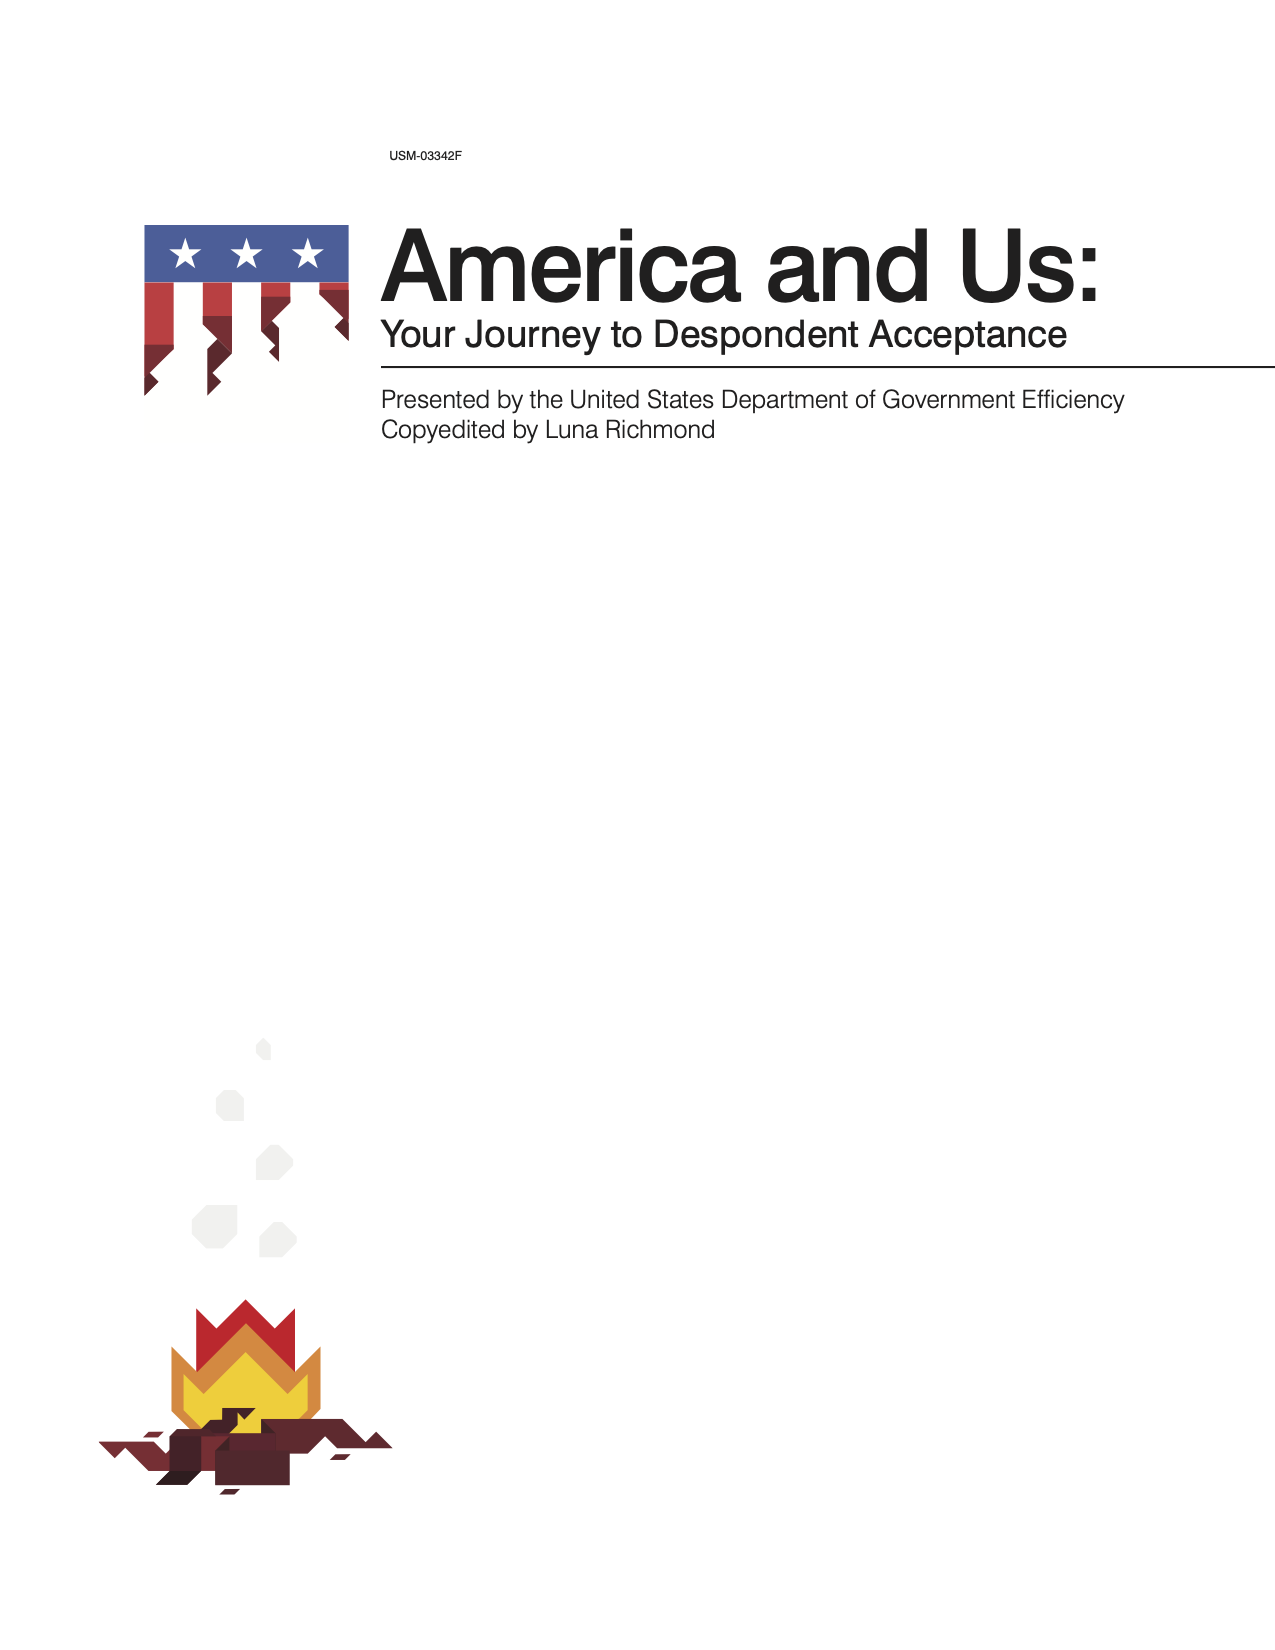 USM-03342F
America and Us:
Your Journey to Despondent Acceptance
Presented by the United States Department of Government Efficiency
Copyedited by Luna Richmond